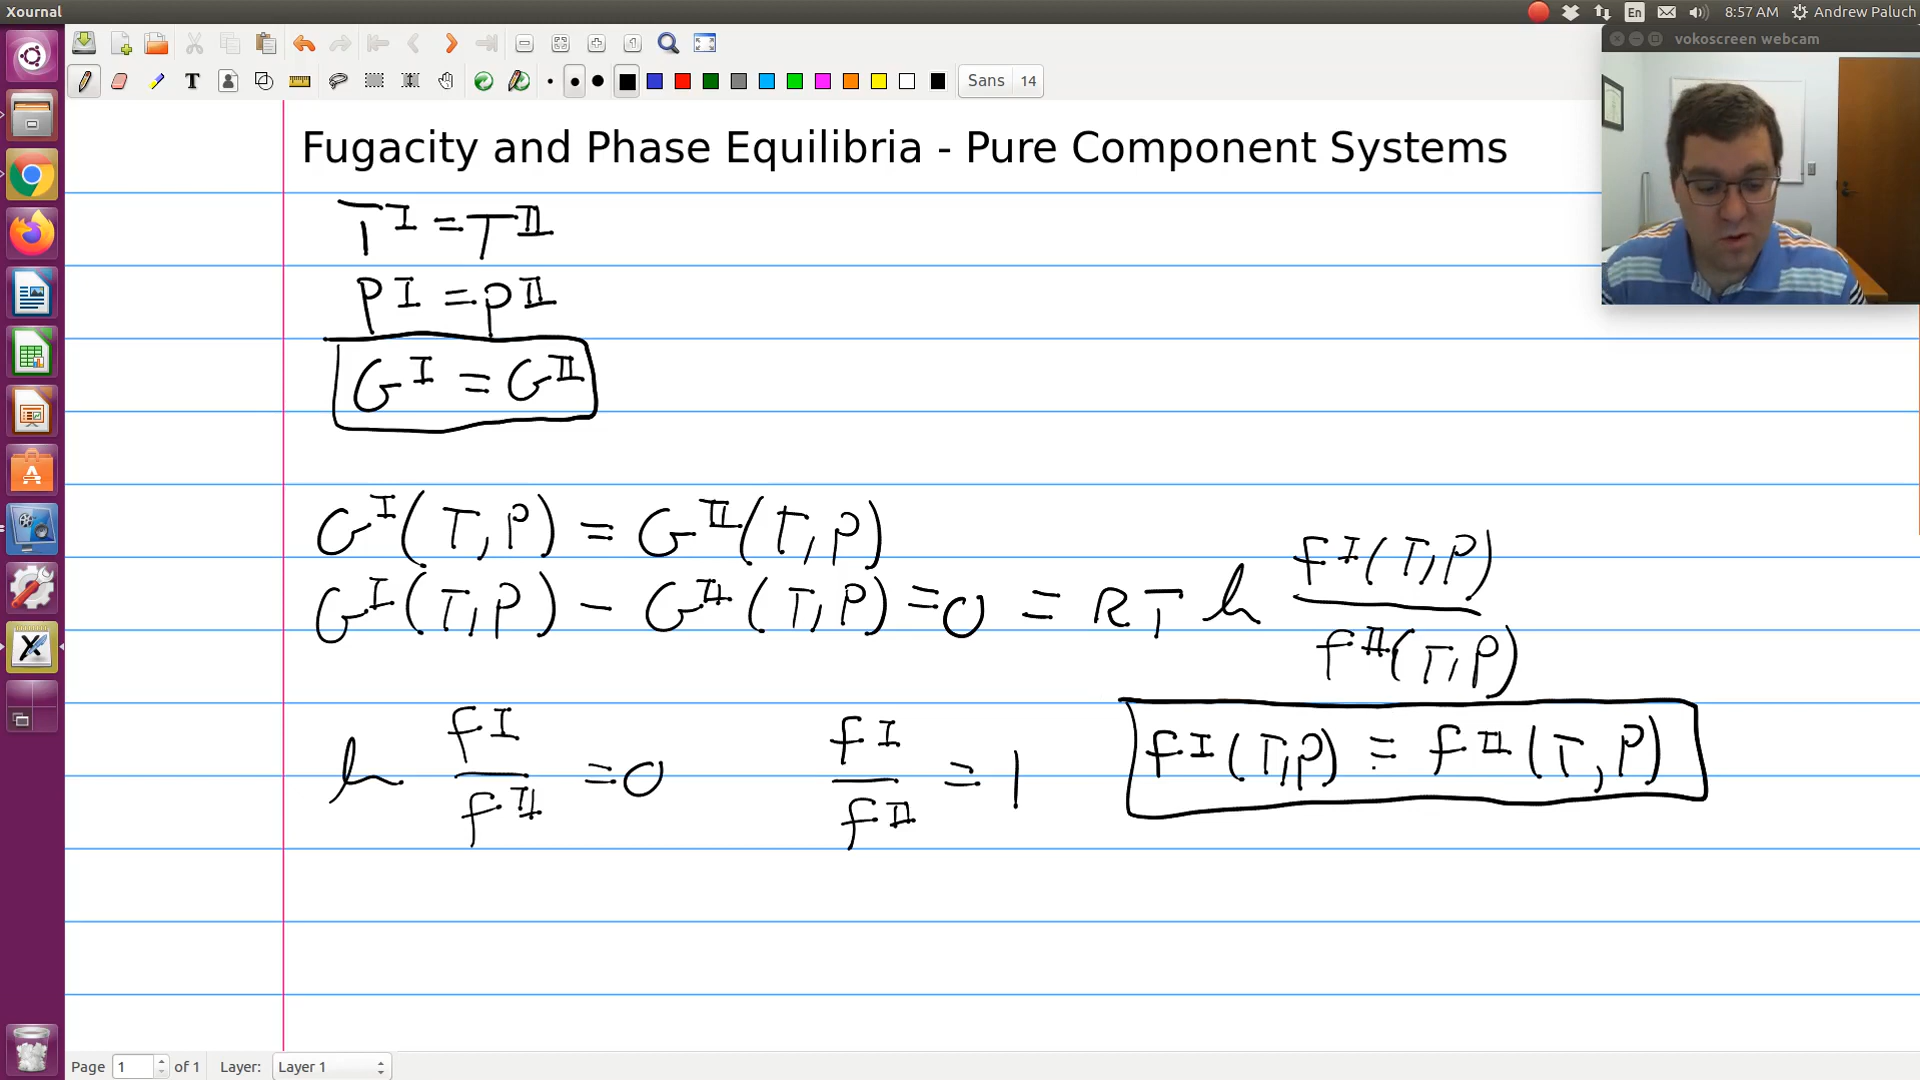 Xournal
En
8:57 AM
Andrew Paluch
vokoscreen webcam
T
Sans 14
Fugacity and Phase Equilibria - Pure Component Systems
T^I = T^II
P^I = P^II
G^I = G^II
G^I(T,P) = G^II(T,P)
G^I(T,P) - G^II(T,P) = 0 = RT ln f^I(T,P) / f^II(T,P)
ln f^I / f^II = 0
f^I / f^II = 1
f^I(T,P) = f^II(T,P)
Page 1 of 1
Layer: Layer 1